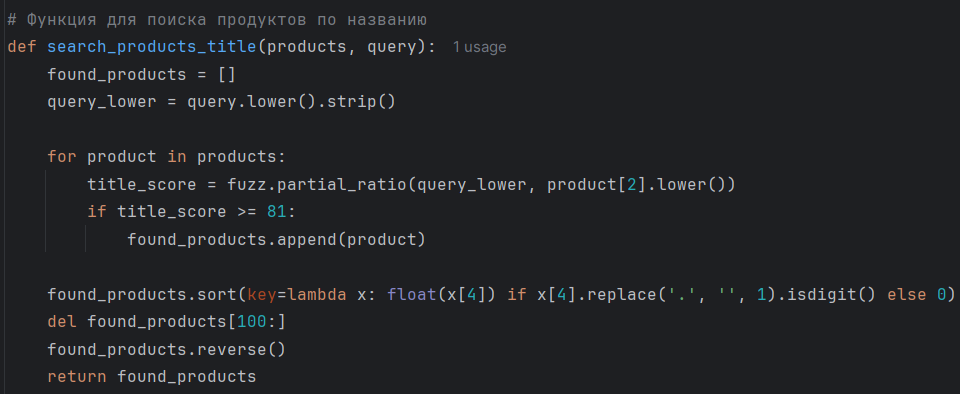 # Функция для поиска продуктов по названию
def search_products_title(products, query): 1 usage
    found_products = []
    query_lower = query.lower().strip()

    for product in products:
        title_score = fuzz.partial_ratio(query_lower, product[2].lower())
        if title_score >= 81:
            found_products.append(product)

    found_products.sort(key=lambda x: float(x[4]) if x[4].replace('.', '', 1).isdigit() else 0)
    del found_products[100:]
    found_products.reverse()
    return found_products